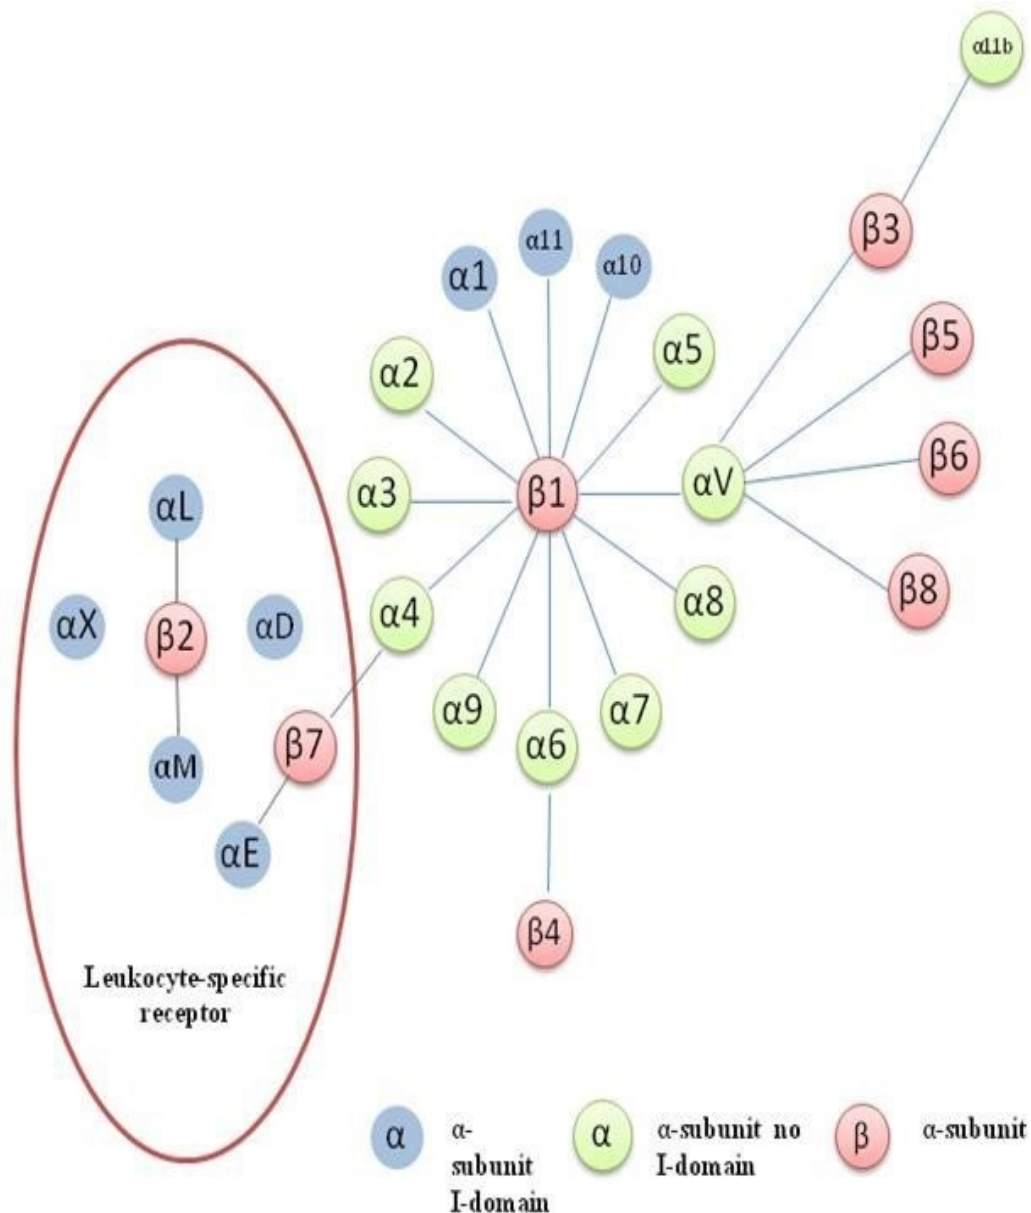 α11b
β3
α11
α1
α10
β5
α5
α2
β6
αV
α3
β1
αL
β8
α8
α4
αX
β2
αD
α9
α7
α6
β7
αM
αE
β4
Leukocyte-specific
receptor
α
α-
subunit
I-domain
α
α-subunit no
I-domain
β
α-subunit